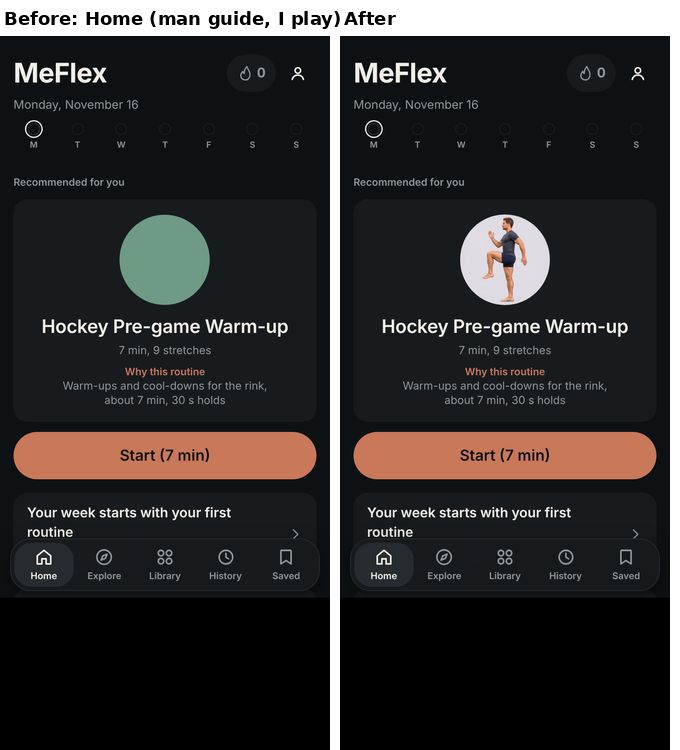 Before: Home (man guide, I play)
MeFlex
0
Monday, November 16
M T W T F S S
Recommended for you
Hockey Pre-game Warm-up
7 min, 9 stretches
Why this routine
Warm-ups and cool-downs for the rink,
about 7 min, 30 s holds
Start (7 min)
Your week starts with your first
routine
Home Explore Library History Saved
After
MeFlex
0
Monday, November 16
M T W T F S S
Recommended for you
Hockey Pre-game Warm-up
7 min, 9 stretches
Why this routine
Warm-ups and cool-downs for the rink,
about 7 min, 30 s holds
Start (7 min)
Your week starts with your first
routine
Home Explore Library History Saved